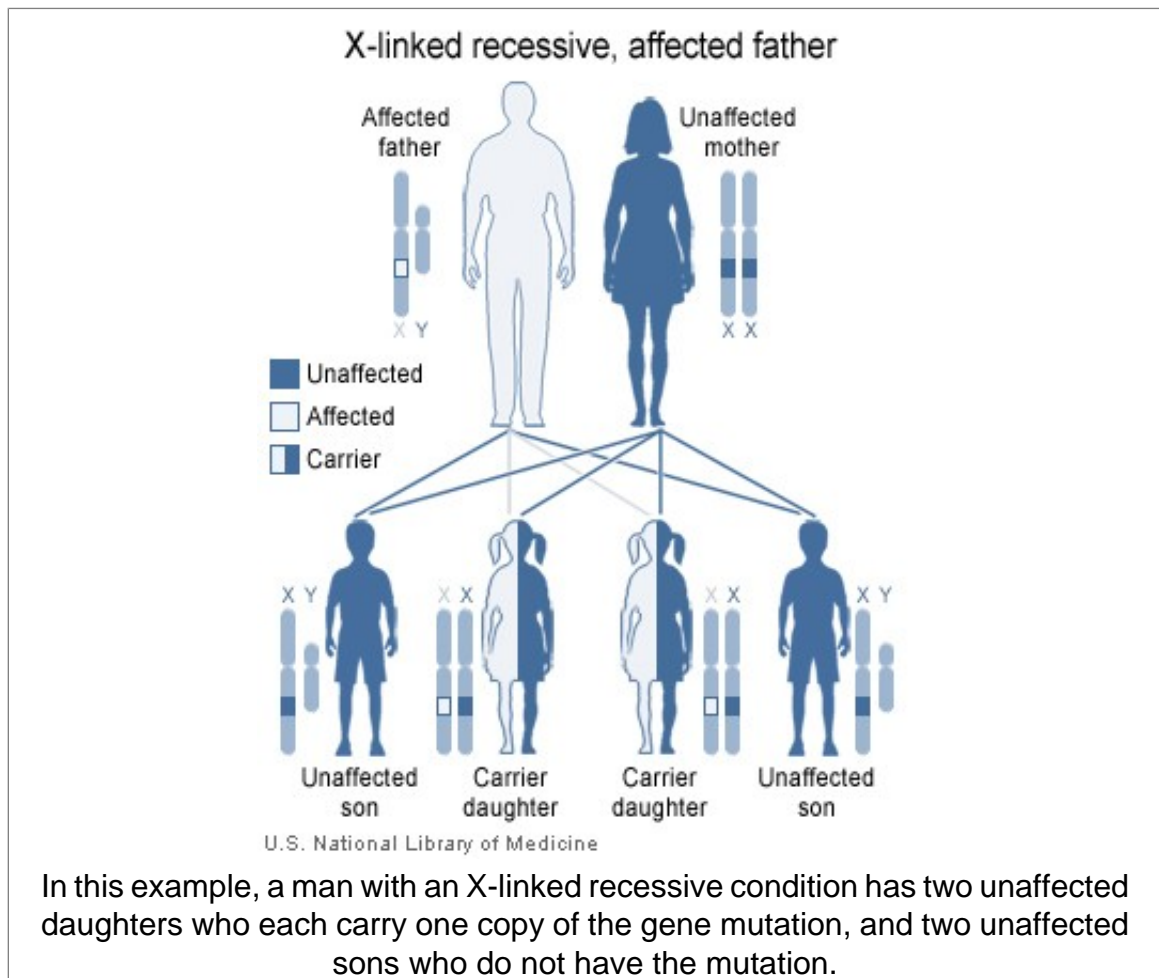 X-linked recessive, affected father
Affected
father
Unaffected
mother
X Y
X X
Unaffected
Affected
Carrier
X Y
X X
X X
X Y
Unaffected
son
Carrier
daughter
Carrier
daughter
Unaffected
son
U.S. National Library of Medicine
In this example, a man with an X-linked recessive condition has two unaffected
daughters who each carry one copy of the gene mutation, and two unaffected
sons who do not have the mutation.